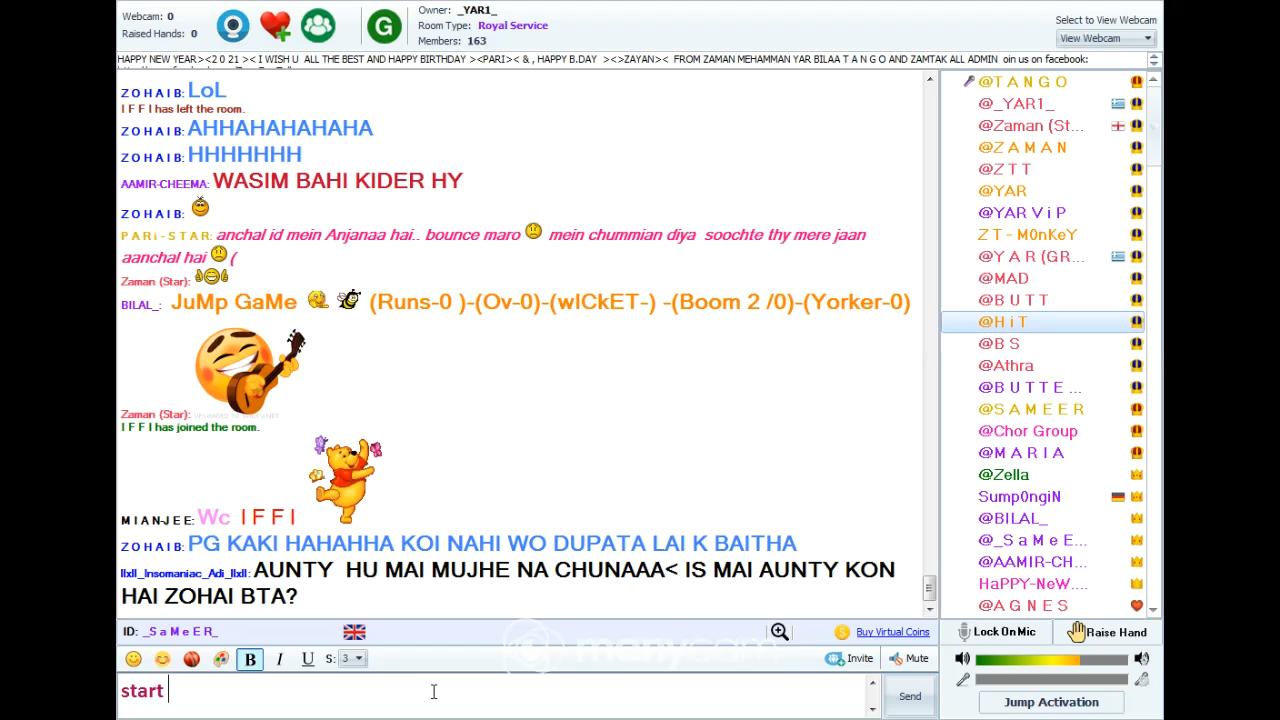 Webcam: 0
Raised Hands: 0
G
Owner: _YAR1_
Room Type: Royal Service
Members: 163
Select to View Webcam
View Webcam
HAPPY NEW YEAR><2 0 21 >< I WISH U ALL THE BEST AND HAPPY BIRTHDAY ><PARI>< & , HAPPY B.DAY ><>ZAYAN>< FROM ZAMAN MEHAMMAN YAR BILAA T A N G O AND ZAMTAK ALL ADMIN oin us on facebook:
Z O H A I B: LoL
I F F I has left the room.
Z O H A I B: AHHAHAHAHAHA
Z O H A I B: HHHHHHH
AAMIR-CHEEMA: WASIM BAHI KIDER HY
Z O H A I B:
P A R i - S T A R: anchal id mein Anjanaa hai.. bounce maro mein chummian diya soochte thy mere jaan
aanchal hai (
Zaman (Star):
BILAL_: JuMp GaMe (Runs-0 )-(Ov-0)-(wICkET-) -(Boom 2 /0)-(Yorker-0)
Zaman (Star):
I F F I has joined the room.
M I A N-J E E: Wc I F F I
Z O H A I B: PG KAKI HAHAHHA KOI NAHI WO DUPATA LAI K BAITHA
IIxII_Insomaniac_Adi_IIxII: AUNTY HU MAI MUJHE NA CHUNAAA< IS MAI AUNTY KON
HAI ZOHAI BTA?
@T A N G O
@_YAR1_
@Zaman (St...
@Z A M A N
@Z T T
@YAR
@YAR V i P
Z T - M0nKeY
@Y A R (GR...
@MAD
@B U T T
@H i T
@B S
@Athra
@B U T T E ...
@S A M E E R
@Chor Group
@M A R I A
@Zella
Sump0ngiN
@BILAL_
@_S a M e E...
@AAMIR-CH...
HaPPY-NeW....
@A G N E S
ID: _S a M e E R_
Buy Virtual Coins
Lock On Mic
Raise Hand
manycam
B I U S: 3
Invite
Mute
start
Send
Jump Activation